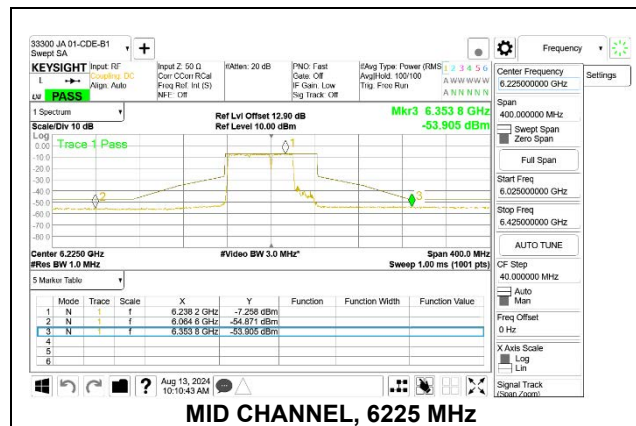 33300 JA 01-CDE-B1
Swept SA
Frequency
KEYSIGHT
Input: RF
Coupling: DC
Align: Auto
Input Z: 50 Ω
Corr CCorr RCal
Freq Ref: Int (S)
NFE: Off
#Atten: 20 dB
PNO: Fast
Gate: Off
IF Gain: Low
Sig Track: Off
#Avg Type: Power (RMS
Avg|Hold: 100/100
Trig: Free Run
1 2 3 4 5 6
A W W W W W
A N N N N N
L
PASS
1 Spectrum
Scale/Div 10 dB
Ref Lvl Offset 12.90 dB
Ref Level 10.00 dBm
Mkr3 6.353 8 GHz
-53.905 dBm
Log
Trace 1 Pass
0.00
-10.0
-20.0
-30.0
-40.0
-50.0
-60.0
-70.0
-80.0
1
2
3
Center 6.2250 GHz
#Res BW 1.0 MHz
#Video BW 3.0 MHz*
Span 400.0 MHz
Sweep 1.00 ms (1001 pts)
5 Marker Table
Mode Trace Scale X Y Function Function Width Function Value
1 N 1 f 6.238 2 GHz -7.258 dBm
2 N 1 f 6.064 6 GHz -54.871 dBm
3 N 1 f 6.353 8 GHz -53.905 dBm
4
5
6
Aug 13, 2024
10:10:43 AM
Center Frequency
6.225000000 GHz
Settings
Span
400.000000 MHz
Swept Span
Zero Span
Full Span
Start Freq
6.025000000 GHz
Stop Freq
6.425000000 GHz
AUTO TUNE
CF Step
40.000000 MHz
Auto
Man
Freq Offset
0 Hz
X Axis Scale
Log
Lin
Signal Track
(Span Zoom)
MID CHANNEL, 6225 MHz